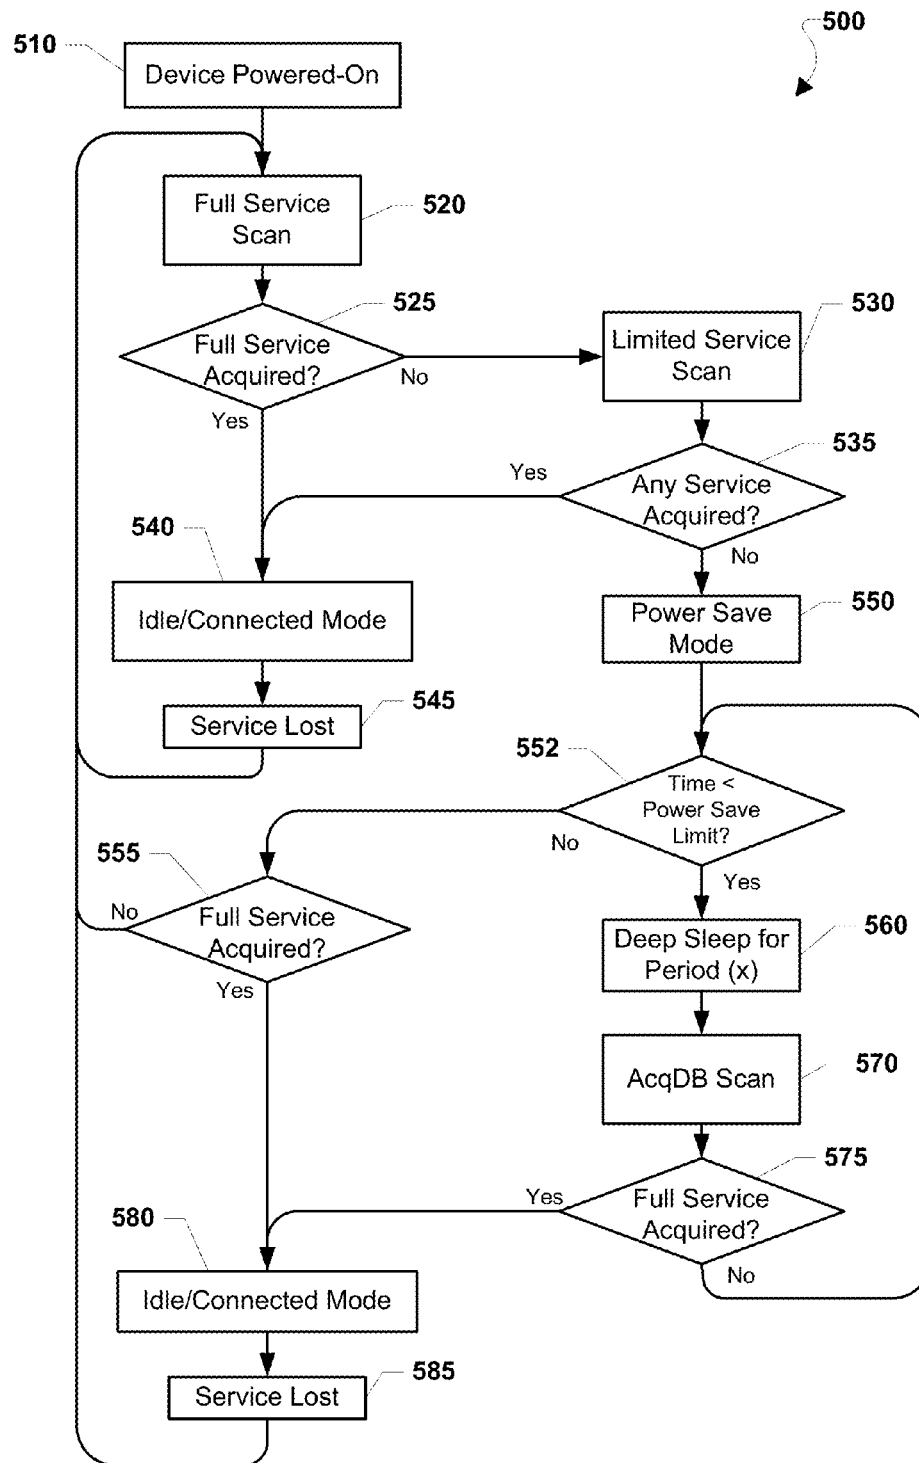 500
510
Device Powered-On
Full Service
Scan
520
525
Full Service
Acquired?
No
Yes
530
Limited Service
Scan
535
Any Service
Acquired?
Yes
No
540
Idle/Connected Mode
545
Service Lost
550
Power Save
Mode
552
Time <
Power Save
Limit?
No
Yes
555
Full Service
Acquired?
No
Yes
560
Deep Sleep for
Period (x)
570
AcqDB Scan
575
Full Service
Acquired?
Yes
No
580
Idle/Connected Mode
585
Service Lost